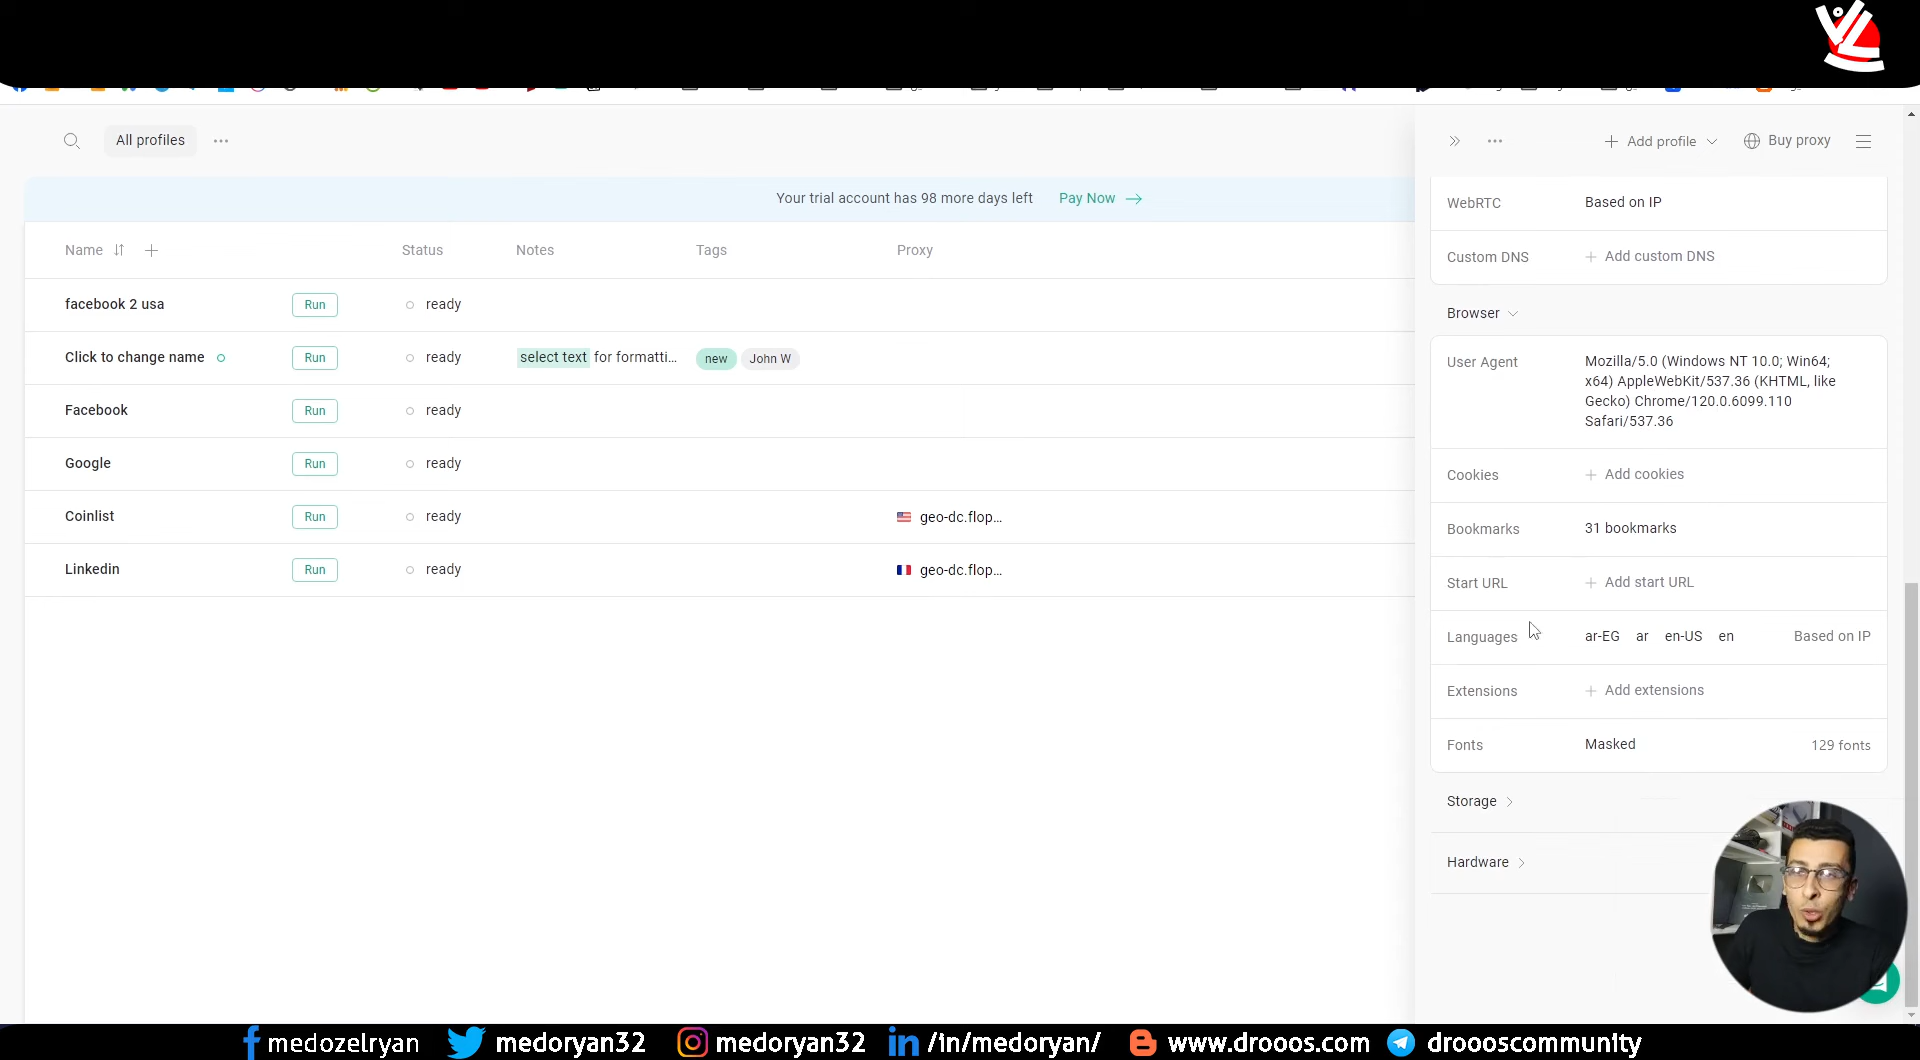 All profiles
Add profile
Buy proxy
Your trial account has 98 more days left Pay Now
Name Status Notes Tags Proxy
facebook 2 usa Run ready
Click to change name Run ready select text for formatti... new John W
Facebook Run ready
Google Run ready
Coinlist Run ready geo-dc.flop...
Linkedin Run ready geo-dc.flop...
WebRTC Based on IP
Custom DNS + Add custom DNS
Browser
User Agent Mozilla/5.0 (Windows NT 10.0; Win64;
x64) AppleWebKit/537.36 (KHTML, like
Gecko) Chrome/120.0.6099.110
Safari/537.36
Cookies + Add cookies
Bookmarks 31 bookmarks
Start URL + Add start URL
Languages ar-EG ar en-US en Based on IP
Extensions + Add extensions
Fonts Masked 129 fonts
Storage
Hardware
medozelryan medoryan32 medoryan32 /in/medoryan/ www.drooos.com droooscommunity